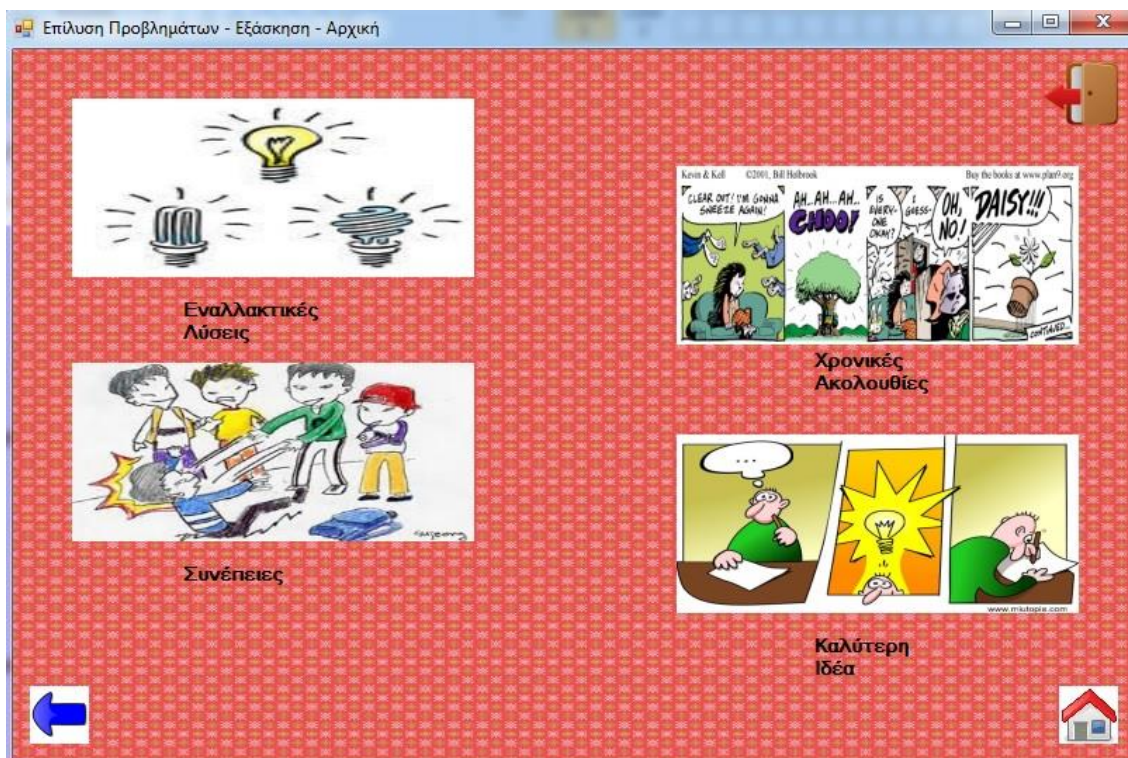 Επίλυση Προβλημάτων - Εξάσκηση - Αρχική
Εναλλακτικές
Λύσεις
Kevin & Kell ©2001, Bill Holbrook Buy the books at www.plan9.org
CLEAR OUT! I'M GONNA
SNEEZE AGAIN!
AH...AH...AH..
CHOO!
IS
EVERY-
ONE
OKAY?
I
GUESS-
OH,
NO!
DAISY!!!
CONTINUED...
Χρονικές
Ακολουθίες
Συνέπειες
...
www.mkutopie.com
Καλύτερη
Ιδέα